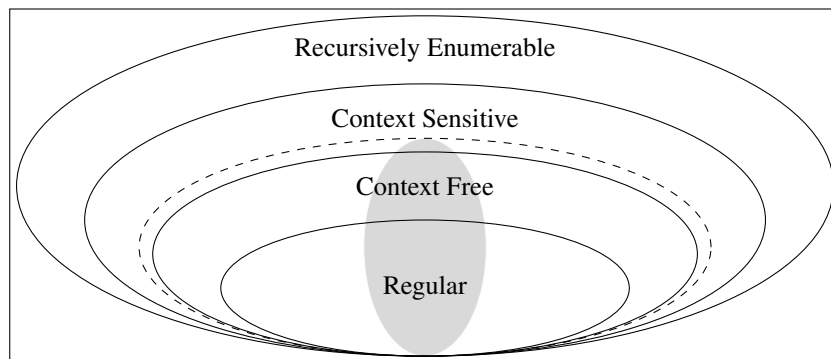 Recursively Enumerable
Context Sensitive
Context Free
Regular